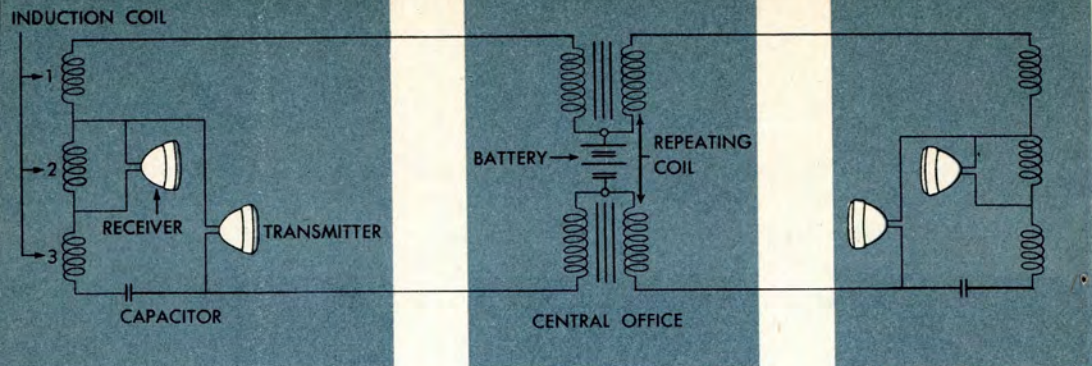 INDUCTION COIL
1
2
RECEIVER
TRANSMITTER
3
CAPACITOR
BATTERY
REPEATING
COIL
CENTRAL OFFICE